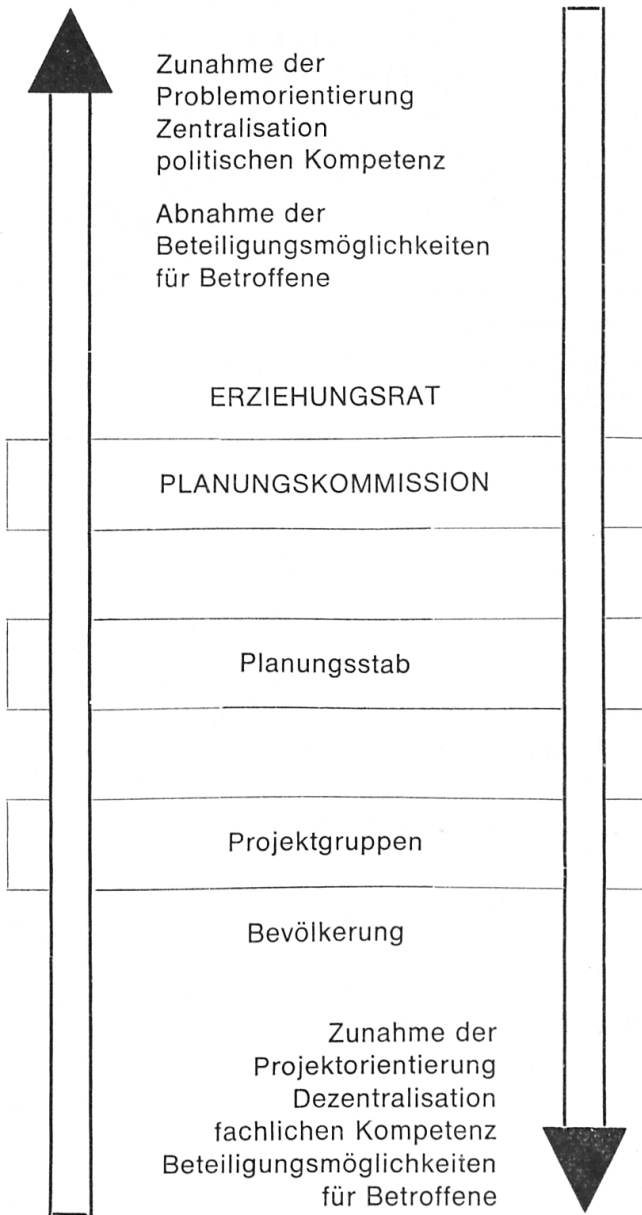 Zunahme der
Problemorientierung
Zentralisation
politischen Kompetenz
Abnahme der
Beteiligungsmöglichkeiten
für Betroffene
ERZIEHUNGSRAT
PLANUNGSKOMMISSION
Planungsstab
Projektgruppen
Bevölkerung
Zunahme der
Projektorientierung
Dezentralisation
fachlichen Kompetenz
Beteiligungsmöglichkeiten
für Betroffene